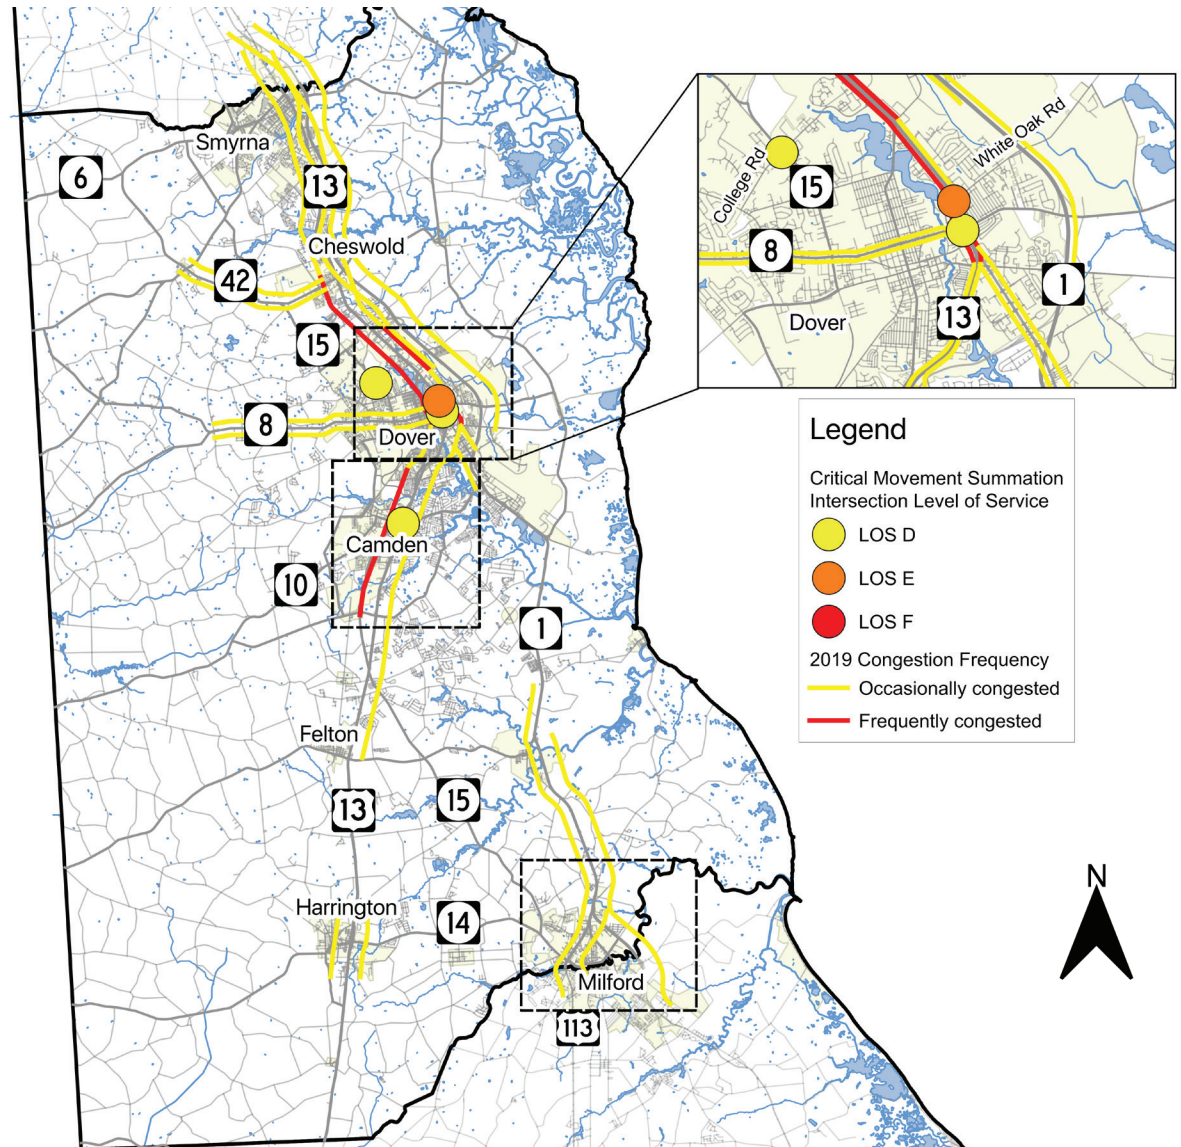 Smyrna
6
13
Cheswold
42
15
8
Dover
Camden
10
1
Felton
13
15
Harrington
14
Milford
113
College Rd
White Oak Rd
15
8
1
13
Dover
Legend
Critical Movement Summation
Intersection Level of Service
LOS D
LOS E
LOS F
2019 Congestion Frequency
Occasionally congested
Frequently congested
N